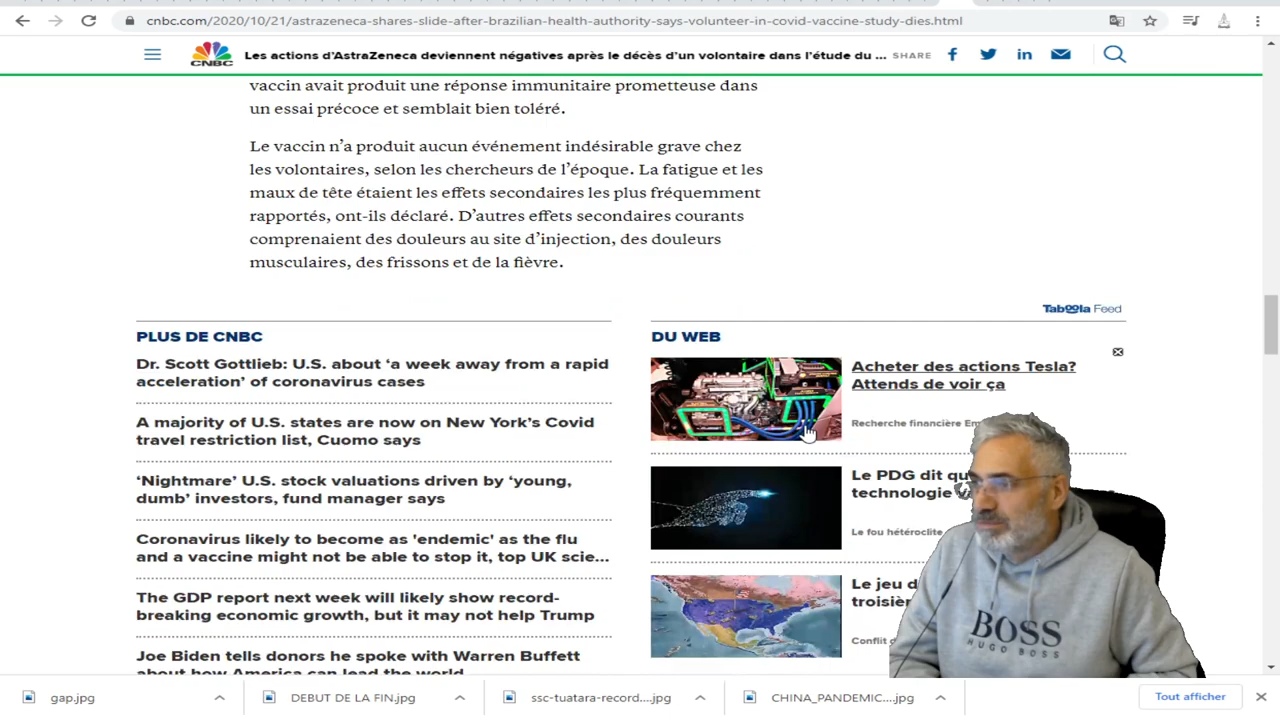 cnbc.com/2020/10/21/astrazeneca-shares-slide-after-brazilian-health-authority-says-volunteer-in-covid-vaccine-study-dies.html
CNBC
Les actions d'AstraZeneca deviennent négatives après le décès d'un volontaire dans l'étude du ...
SHARE
vaccin avait produit une réponse immunitaire prometteuse dans
un essai précoce et semblait bien toléré.
Le vaccin n'a produit aucun événement indésirable grave chez
les volontaires, selon les chercheurs de l'époque. La fatigue et les
maux de tête étaient les effets secondaires les plus fréquemment
rapportés, ont-ils déclaré. D'autres effets secondaires courants
comprenaient des douleurs au site d'injection, des douleurs
musculaires, des frissons et de la fièvre.
Taboola Feed
PLUS DE CNBC
Dr. Scott Gottlieb: U.S. about 'a week away from a rapid
acceleration' of coronavirus cases
A majority of U.S. states are now on New York's Covid
travel restriction list, Cuomo says
'Nightmare' U.S. stock valuations driven by 'young,
dumb' investors, fund manager says
Coronavirus likely to become as 'endemic' as the flu
and a vaccine might not be able to stop it, top UK scie...
The GDP report next week will likely show record-
breaking economic growth, but it may not help Trump
Joe Biden tells donors he spoke with Warren Buffett
about how America can lead the world
DU WEB
Acheter des actions Tesla?
Attends de voir ça
Recherche financière
Le PDG dit
technologie
Le fou hétéroclite
Le jeu
Conflit
BOSS
HUGO BOSS
gap.jpg
DEBUT DE LA FIN.jpg
ssc-tuatara-record....jpg
CHINA_PANDEMIC....jpg
Tout afficher